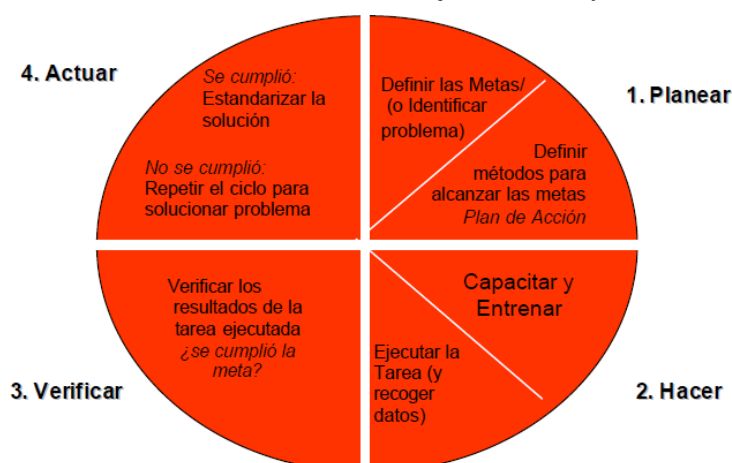 4. Actuar
Se cumplió:
Estandarizar la
solución
No se cumplió:
Repetir el ciclo para
solucionar problema
Definir las Metas/
(o Identificar
problema)
1. Planear
Definir
métodos para
alcanzar las metas
Plan de Acción
Capacitar y
Entrenar
Ejecutar la
Tarea (y
recoger
datos)
2. Hacer
Verificar los
resultados de la
tarea ejecutada
¿se cumplió la
meta?
3. Verificar